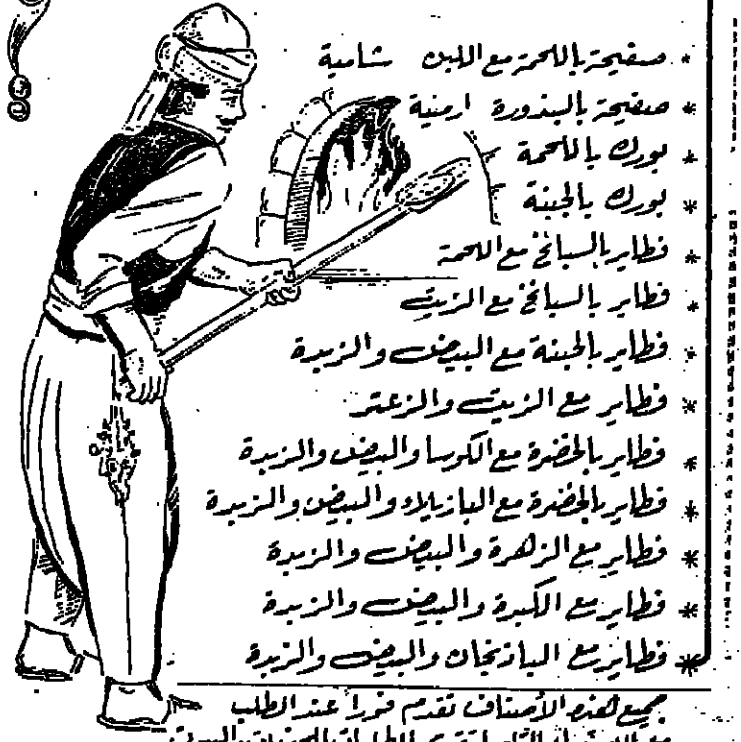 * صفيحة باللحمة مع اللبن شامية
* صفيحة بالبندورة ارمنية
* بورك باللحمة
* بورك بالجبنة
* فطاير بالسبانخ مع اللحمة
* فطاير بالسبانخ مع الزيت
* فطاير بالجبنة مع البيض والزبدة
* فطاير مع الزيت والزعتر
* فطاير بالخضرة مع الكوسا والبيض والزبدة
* فطاير بالخضرة مع البازيلاء والبيض والزبدة
* فطاير مع الزهرة والبيض والزبدة
* فطاير مع الكبدة والبيض والزبدة
* فطاير مع الباذنجان والبيض والزبدة
جميع هذه الأصناف تقدم فورا عند الطلب